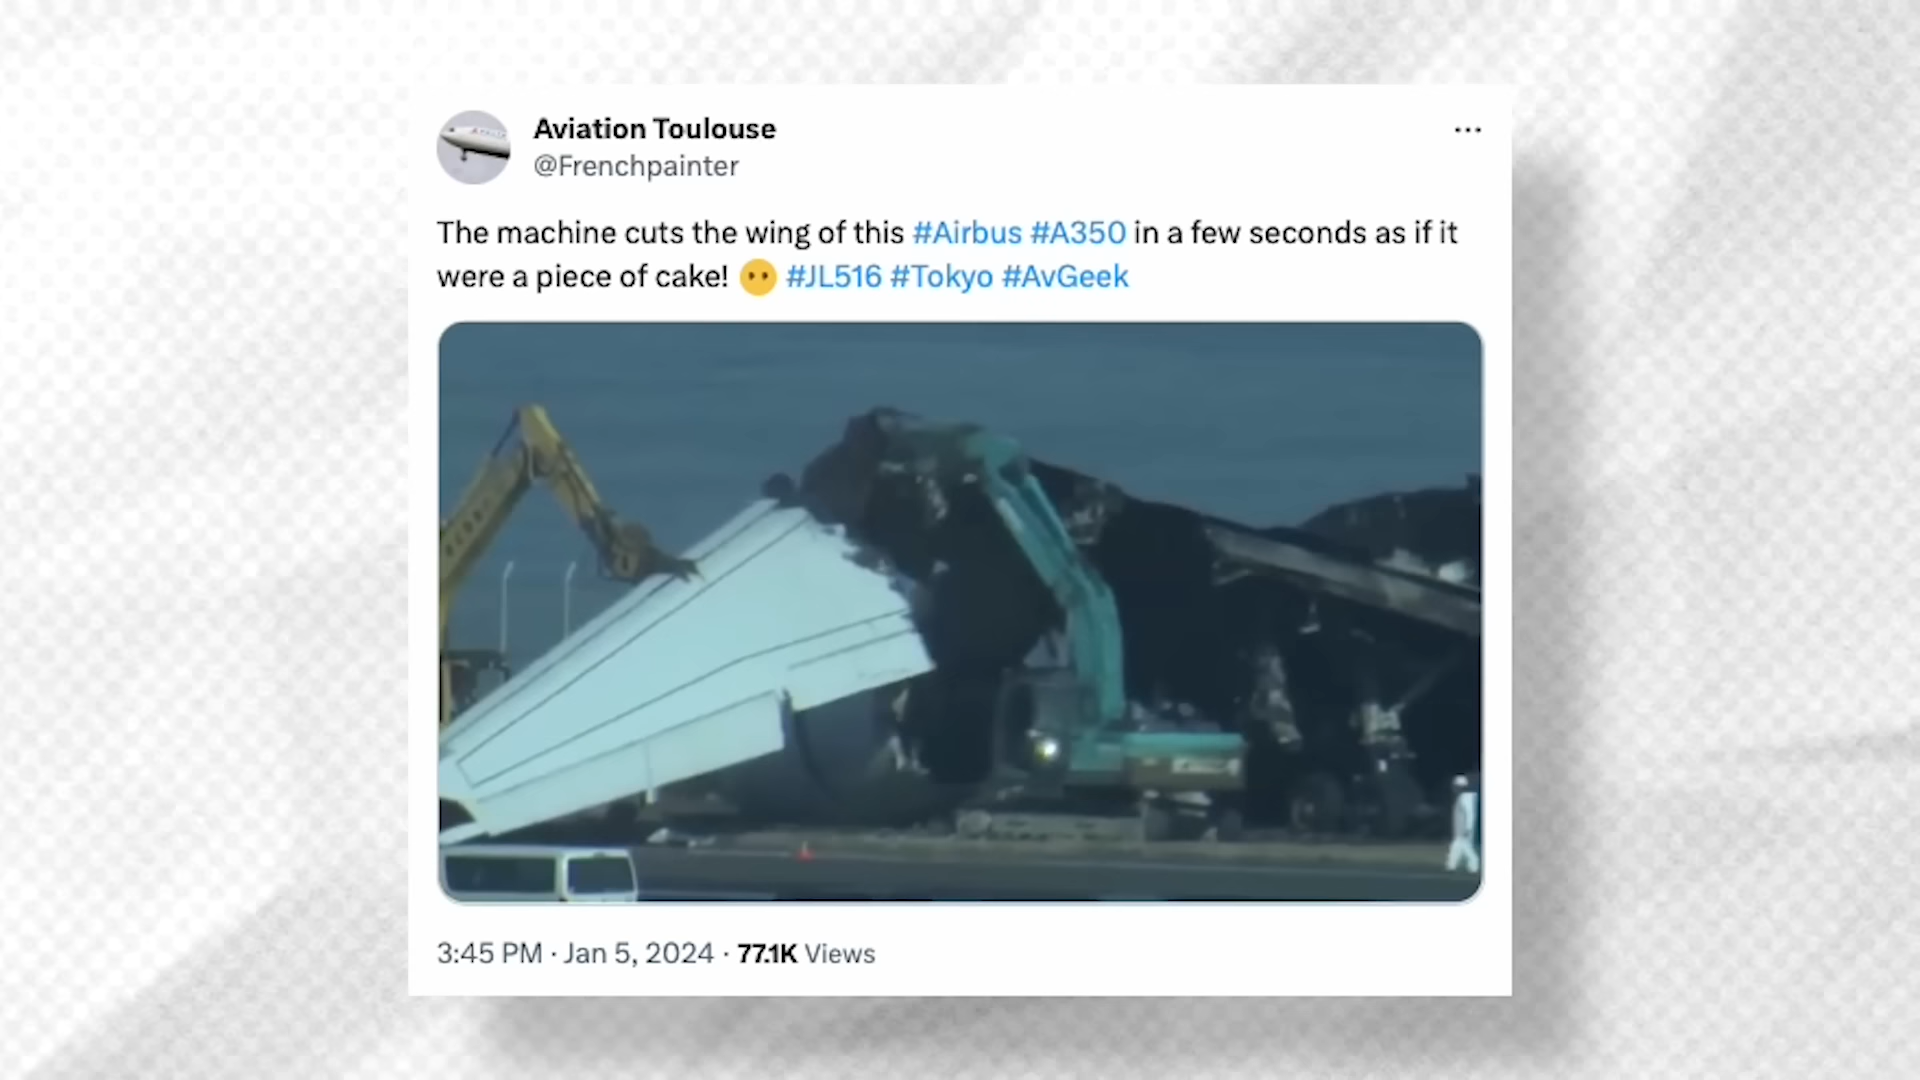 Aviation Toulouse
@Frenchpainter
The machine cuts the wing of this #Airbus #A350 in a few seconds as if it
were a piece of cake! 😶 #JL516 #Tokyo #AvGeek
3:45 PM · Jan 5, 2024 · 77.1K Views